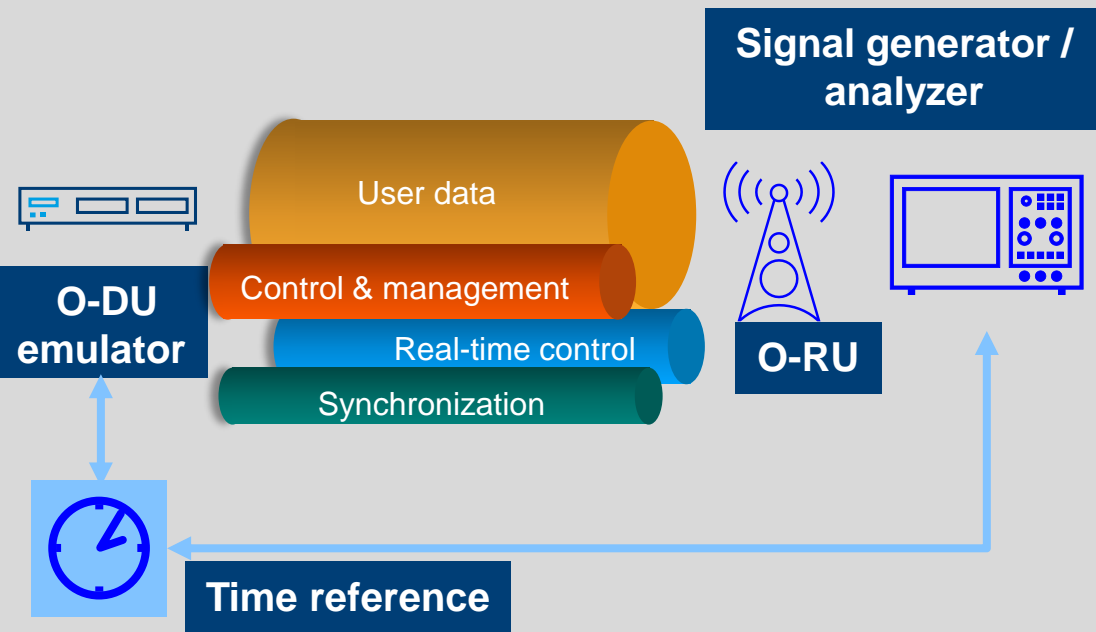 Signal generator /
analyzer
User data
Control & management
O-DU
emulator
Real-time control
O-RU
Synchronization
Time reference